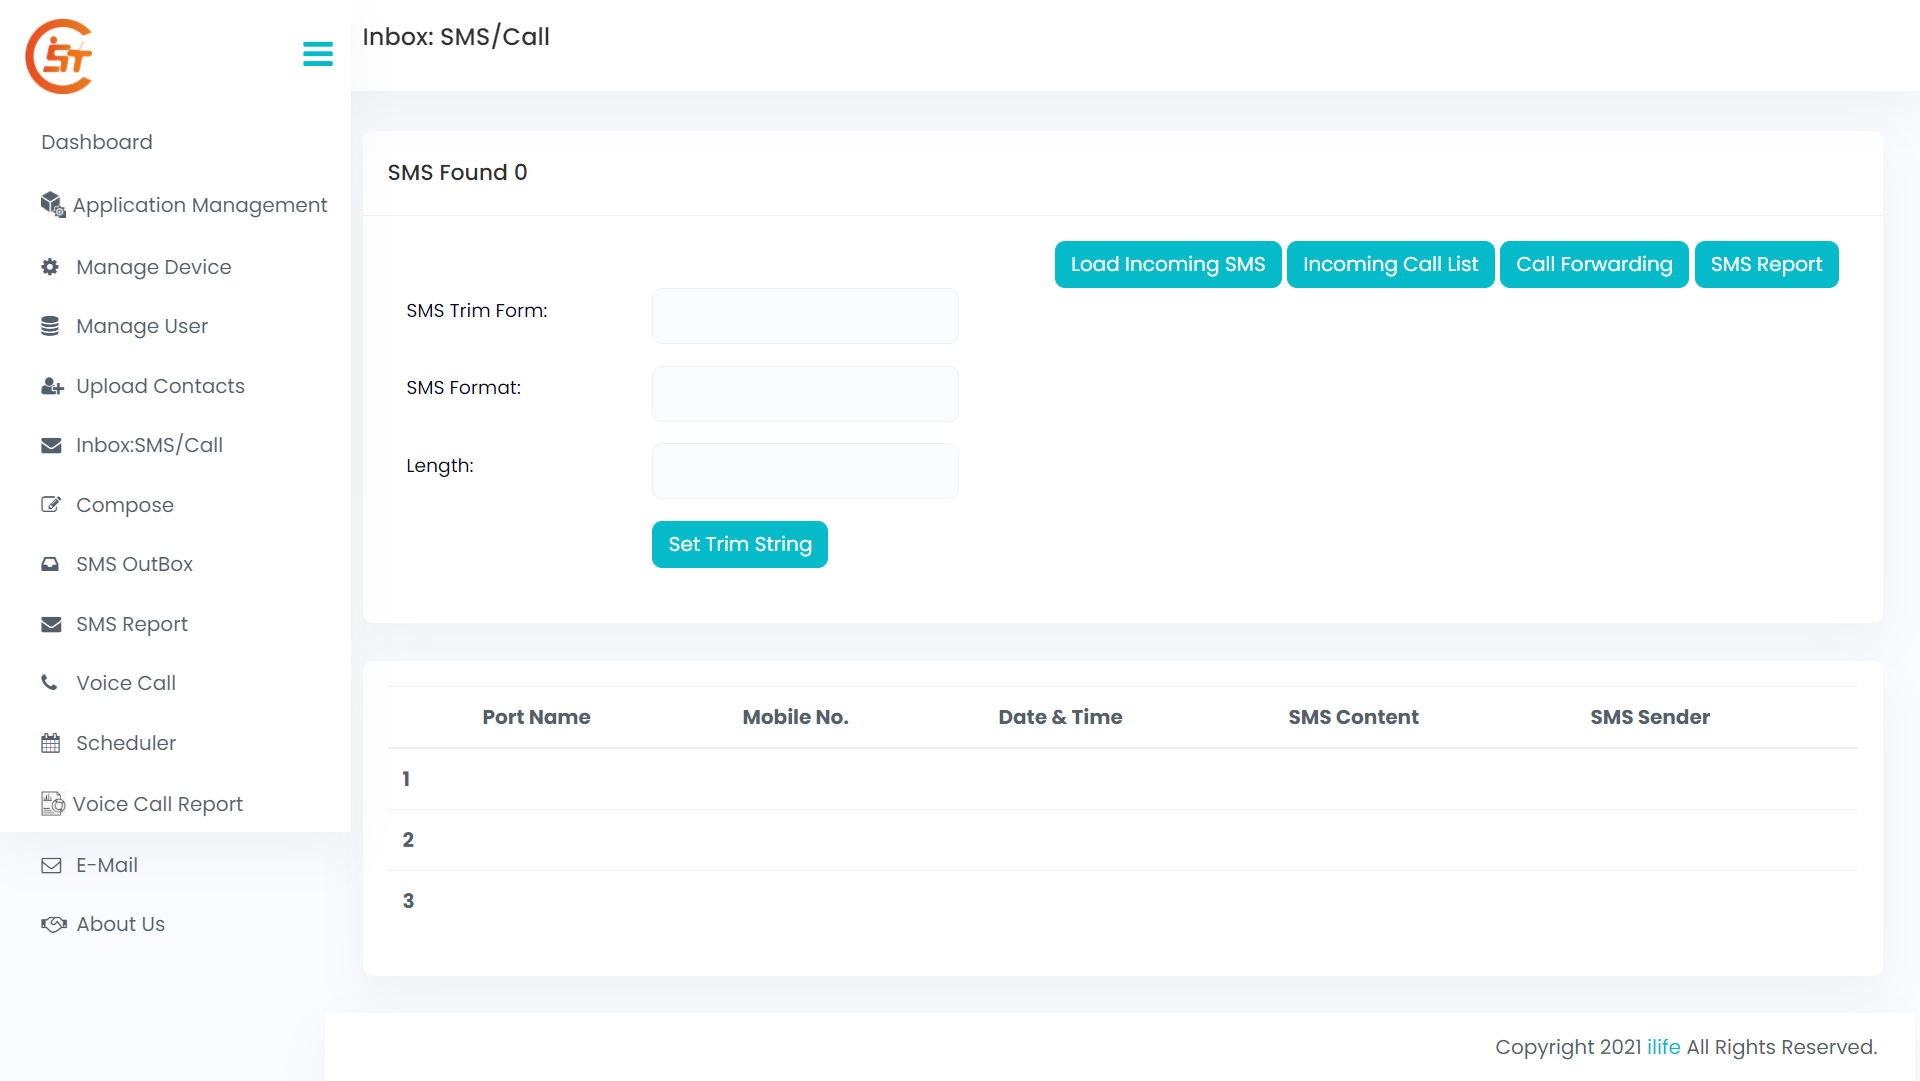 iST
Inbox: SMS/Call
Dashboard
Application Management
Manage Device
Manage User
Upload Contacts
Inbox:SMS/Call
Compose
SMS OutBox
SMS Report
Voice Call
Scheduler
Voice Call Report
E-Mail
About Us
SMS Found 0
Load Incoming SMS Incoming Call List Call Forwarding SMS Report
SMS Trim Form:
SMS Format:
Length:
Set Trim String
Port Name Mobile No. Date & Time SMS Content SMS Sender
1
2
3
Copyright 2021 ilife All Rights Reserved.